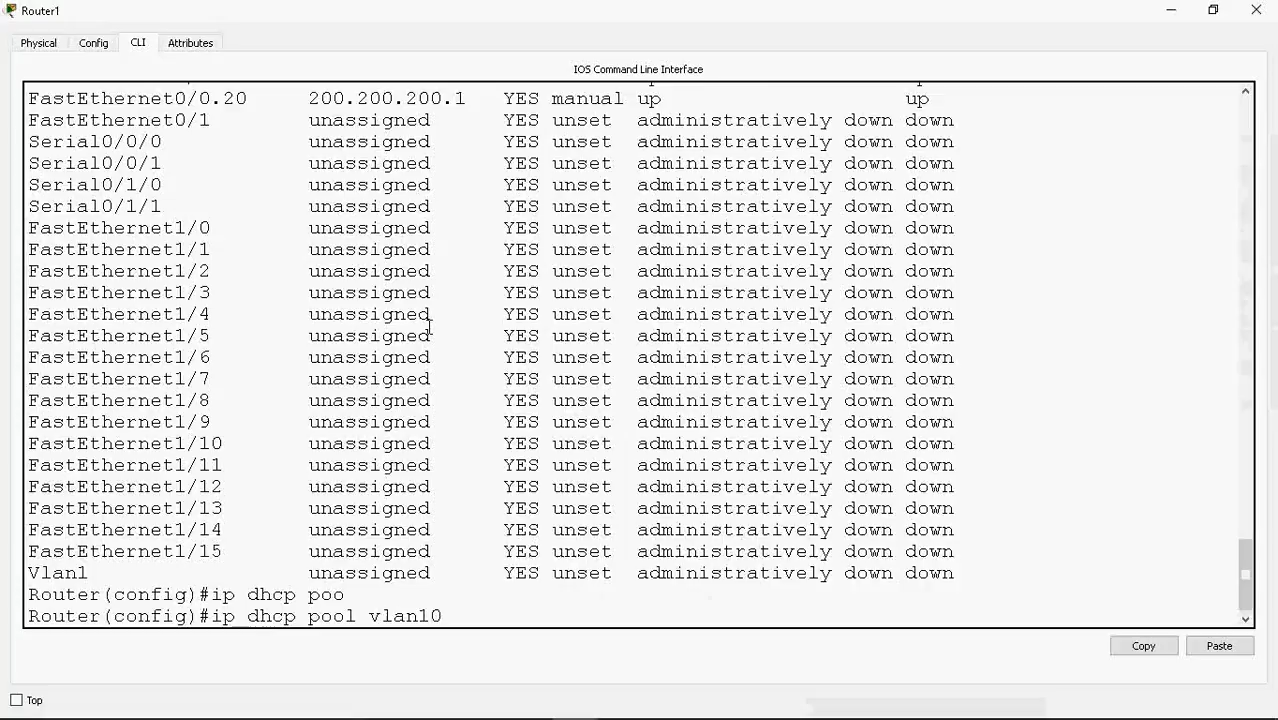 Router1
Physical Config CLI Attributes
IOS Command Line Interface
FastEthernet0/0.20 200.200.200.1 YES manual up up
FastEthernet0/1 unassigned YES unset administratively down down
Serial0/0/0 unassigned YES unset administratively down down
Serial0/0/1 unassigned YES unset administratively down down
Serial0/1/0 unassigned YES unset administratively down down
Serial0/1/1 unassigned YES unset administratively down down
FastEthernet1/0 unassigned YES unset administratively down down
FastEthernet1/1 unassigned YES unset administratively down down
FastEthernet1/2 unassigned YES unset administratively down down
FastEthernet1/3 unassigned YES unset administratively down down
FastEthernet1/4 unassigned YES unset administratively down down
FastEthernet1/5 unassigned YES unset administratively down down
FastEthernet1/6 unassigned YES unset administratively down down
FastEthernet1/7 unassigned YES unset administratively down down
FastEthernet1/8 unassigned YES unset administratively down down
FastEthernet1/9 unassigned YES unset administratively down down
FastEthernet1/10 unassigned YES unset administratively down down
FastEthernet1/11 unassigned YES unset administratively down down
FastEthernet1/12 unassigned YES unset administratively down down
FastEthernet1/13 unassigned YES unset administratively down down
FastEthernet1/14 unassigned YES unset administratively down down
FastEthernet1/15 unassigned YES unset administratively down down
Vlan1 unassigned YES unset administratively down down
Router(config)#ip dhcp poo
Router(config)#ip dhcp pool vlan10
Copy Paste
Top